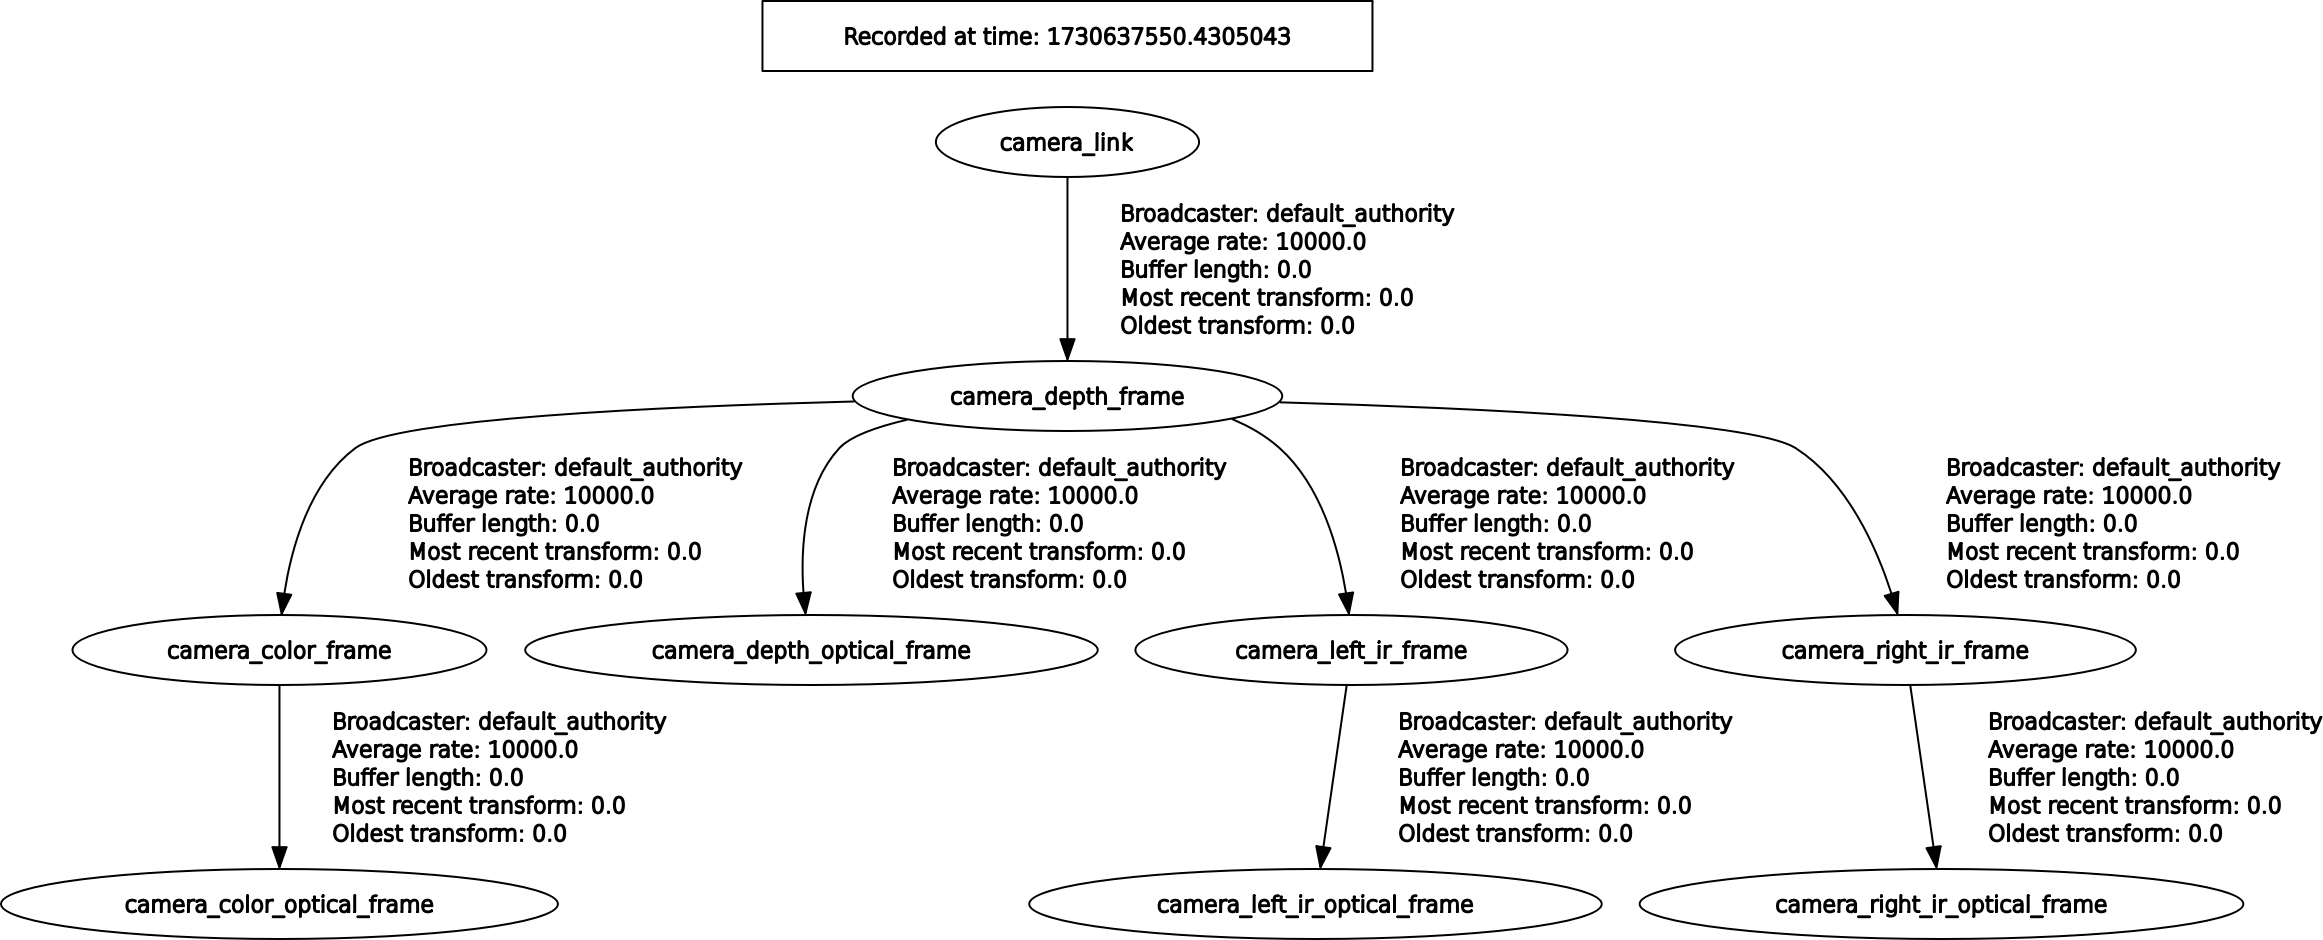 Recorded at time: 1730637550.4305043
camera_link
Broadcaster: default_authority
Average rate: 10000.0
Buffer length: 0.0
Most recent transform: 0.0
Oldest transform: 0.0
camera_depth_frame
Broadcaster: default_authority
Average rate: 10000.0
Buffer length: 0.0
Most recent transform: 0.0
Oldest transform: 0.0
Broadcaster: default_authority
Average rate: 10000.0
Buffer length: 0.0
Most recent transform: 0.0
Oldest transform: 0.0
Broadcaster: default_authority
Average rate: 10000.0
Buffer length: 0.0
Most recent transform: 0.0
Oldest transform: 0.0
Broadcaster: default_authority
Average rate: 10000.0
Buffer length: 0.0
Most recent transform: 0.0
Oldest transform: 0.0
camera_color_frame
camera_depth_optical_frame
camera_left_ir_frame
camera_right_ir_frame
Broadcaster: default_authority
Average rate: 10000.0
Buffer length: 0.0
Most recent transform: 0.0
Oldest transform: 0.0
Broadcaster: default_authority
Average rate: 10000.0
Buffer length: 0.0
Most recent transform: 0.0
Oldest transform: 0.0
Broadcaster: default_authority
Average rate: 10000.0
Buffer length: 0.0
Most recent transform: 0.0
Oldest transform: 0.0
camera_color_optical_frame
camera_left_ir_optical_frame
camera_right_ir_optical_frame